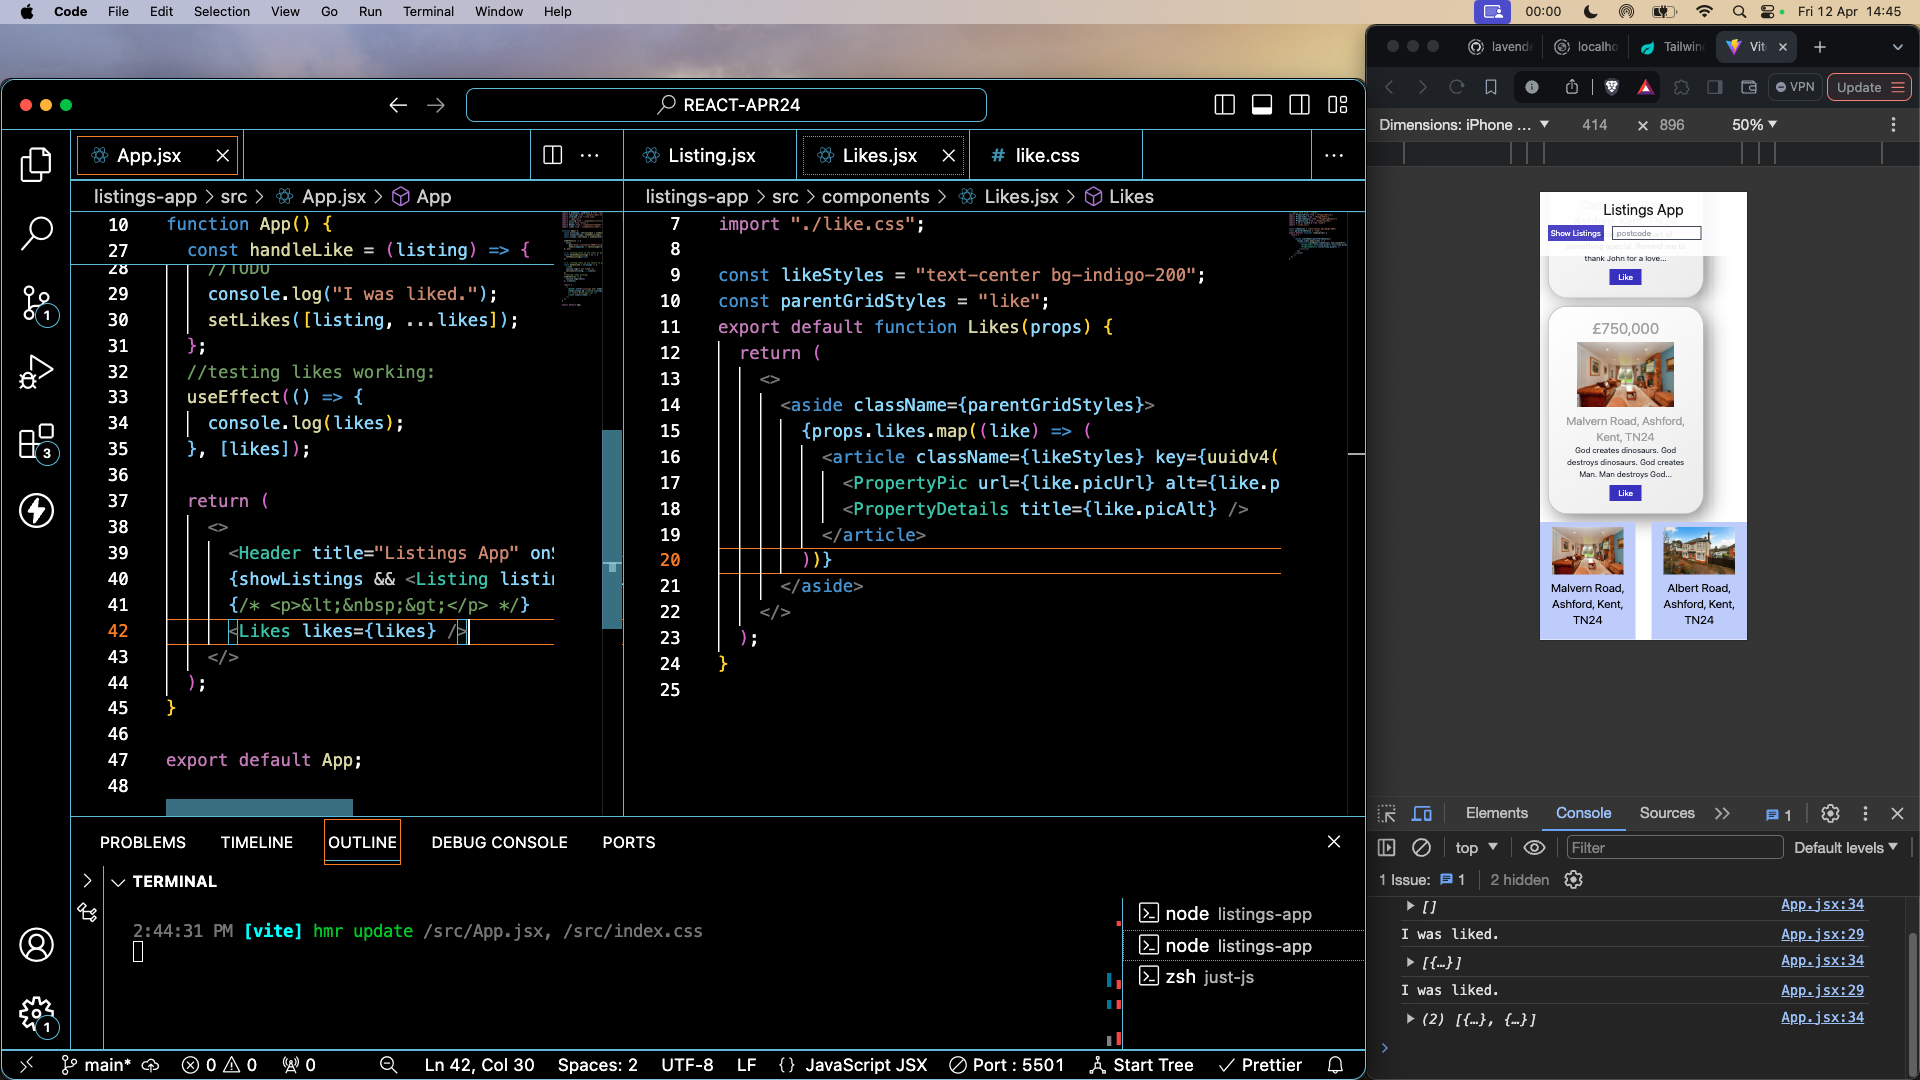 Code File Edit Selection View Go Run Terminal Window Help
00:00
Fri 12 Apr 14:45
REACT-APR24
App.jsx
listings-app > src > App.jsx > App
10 function App() {
27 const handleLike = (listing) => {
28 //TODO
29 console.log("I was liked.");
30 setLikes([listing, ...likes]);
31 };
32 //testing likes working:
33 useEffect(() => {
34 console.log(likes);
35 }, [likes]);
36
37 return (
38 <>
39 <Header title="Listings App" on
40 {showListings && <Listing listi
41 {/* <p>&lt;&nbsp;&gt;</p> */}
42 <Likes likes={likes} />
43 </>
44 );
45 }
46
47 export default App;
48
Listing.jsx
Likes.jsx
# like.css
listings-app > src > components > Likes.jsx > Likes
7 import "./like.css";
8
9 const likeStyles = "text-center bg-indigo-200";
10 const parentGridStyles = "like";
11 export default function Likes(props) {
12 return (
13 <>
14 <aside className={parentGridStyles}>
15 {props.likes.map((like) => (
16 <article className={likeStyles} key={uuidv4(
17 <PropertyPic url={like.picUrl} alt={like.p
18 <PropertyDetails title={like.picAlt} />
19 </article>
20 ))}
21 </aside>
22 </>
23 );
24 }
25
1
3
1
PROBLEMS TIMELINE OUTLINE DEBUG CONSOLE PORTS
TERMINAL
2:44:31 PM [vite] hmr update /src/App.jsx, /src/index.css
node listings-app
node listings-app
zsh just-js
main* 0 0 0
Ln 42, Col 30 Spaces: 2 UTF-8 LF {} JavaScript JSX Port : 5501 Start Tree Prettier
lavend localho Tailwin Vit
VPN Update
Dimensions: iPhone ... 414 × 896 50%
Listings App
Show Listings postcode
thank John for a love...
Like
£750,000
Malvern Road, Ashford,
Kent, TN24
God creates dinosaurs. God
destroys dinosaurs. God creates
Man. Man destroys God...
Like
Malvern Road,
Ashford, Kent,
TN24
Albert Road,
Ashford, Kent,
TN24
Elements Console Sources 1
top Filter Default levels
1 Issue: 1 2 hidden
[] App.jsx:34
I was liked. App.jsx:29
[{…}] App.jsx:34
I was liked. App.jsx:29
(2) [{…}, {…}] App.jsx:34